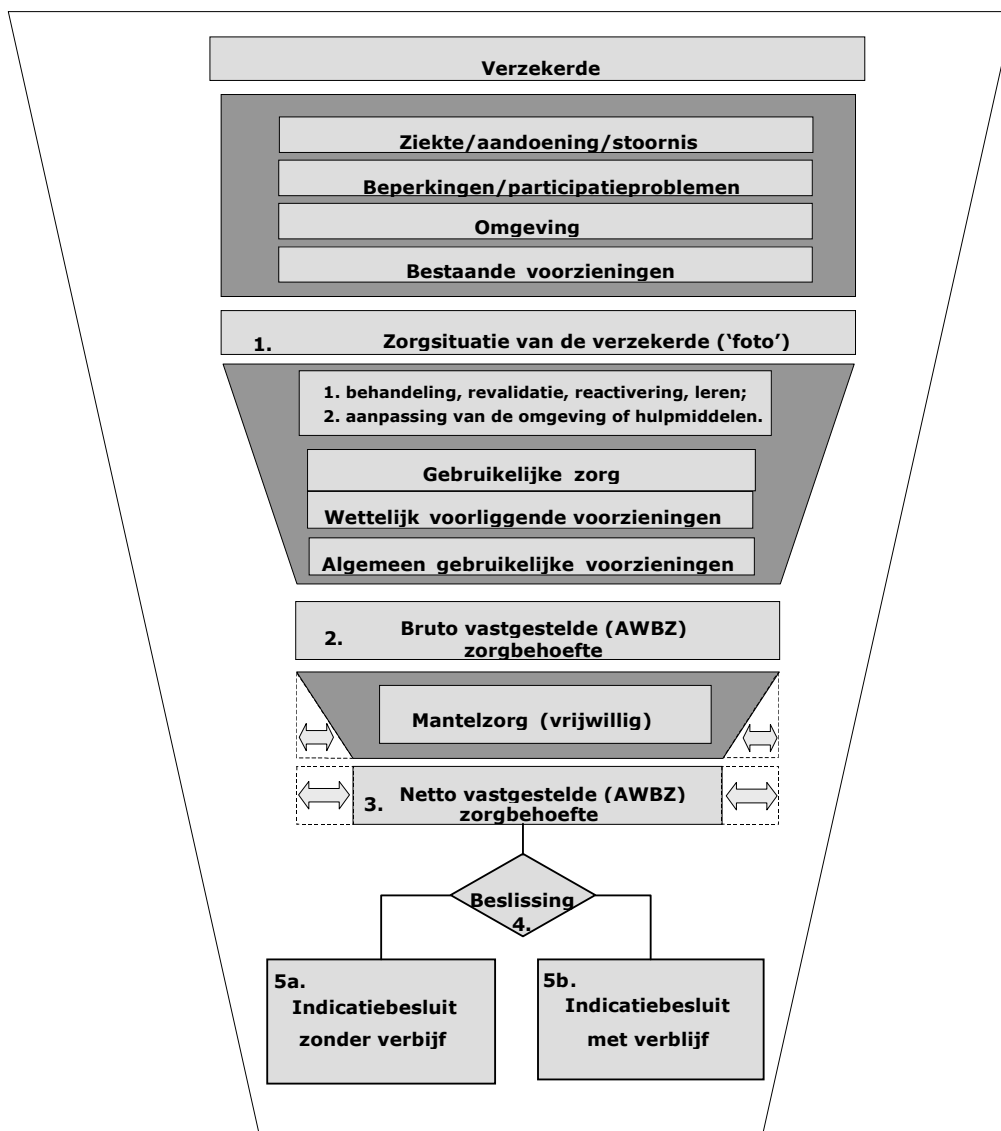 Verzekerde
Ziekte/aandoening/stoornis
Beperkingen/participatieproblemen
Omgeving
Bestaande voorzieningen
1. Zorgsituatie van de verzekerde (‘foto’)
1. behandeling, revalidatie, reactivering, leren;
2. aanpassing van de omgeving of hulpmiddelen.
Gebruikelijke zorg
Wettelijk voorliggende voorzieningen
Algemeen gebruikelijke voorzieningen
2. Bruto vastgestelde (AWBZ)
zorgbehoefte
Mantelzorg (vrijwillig)
3. Netto vastgestelde (AWBZ)
zorgbehoefte
Beslissing
4.
5a.
Indicatiebesluit
zonder verbijf
5b.
Indicatiebesluit
met verblijf